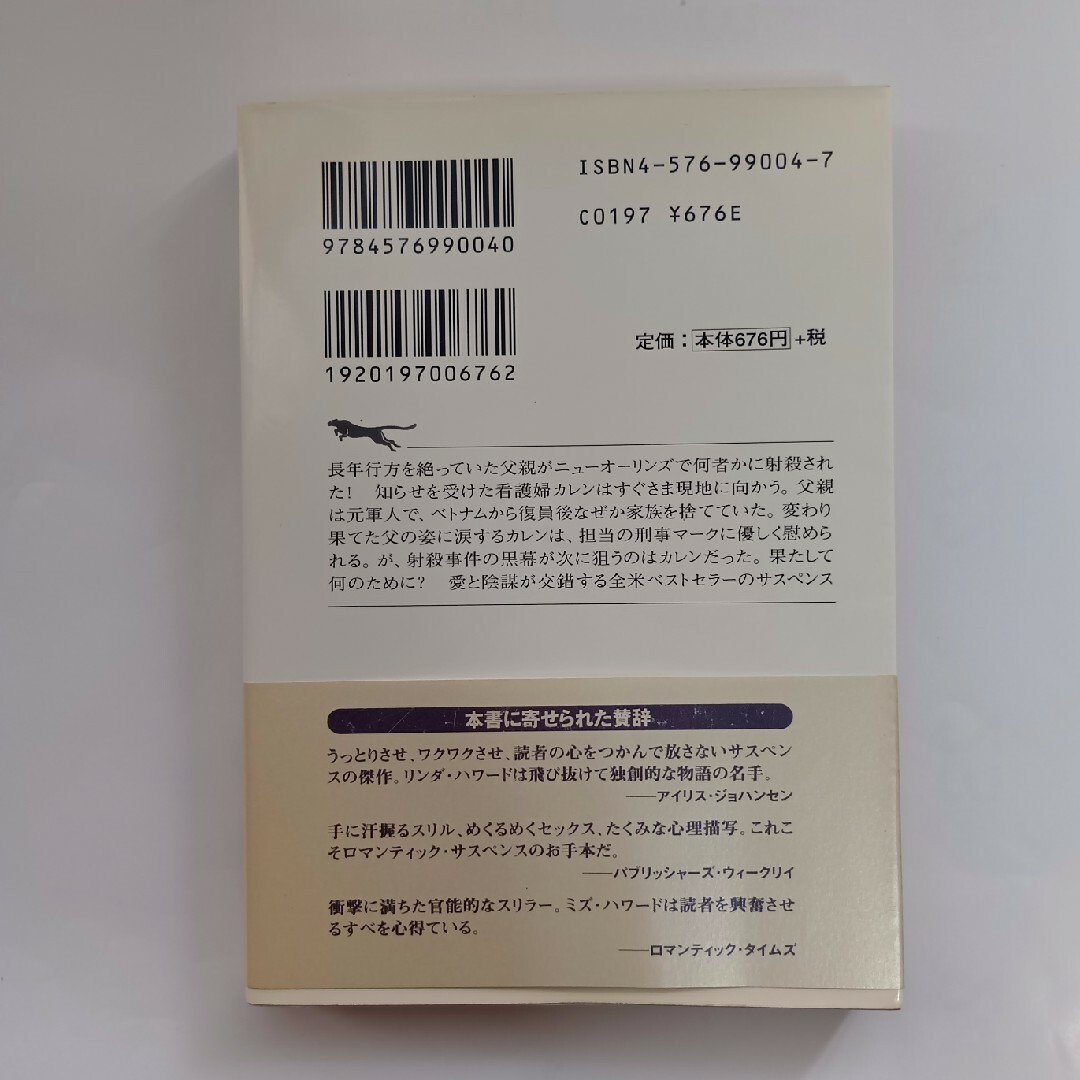 ISBN4-576-99004-7
C0197 ¥676E
9784576990040
1920197006762
定価：本体676円+税
長年行方を絶っていた父親がニューオーリンズで何者かに射殺され
た！　知らせを受けた看護婦カレンはすぐさま現地に向かう。父親
は元軍人で、ベトナムから復員後なぜか家族を捨てていた。変わり
果てた父の姿に涙するカレンは、担当の刑事マークに優しく慰めら
れる。が、射殺事件の黒幕が次に狙うのはカレンだった。果たして
何のために？　愛と陰謀が交錯する全米ベストセラーのサスペンス
本書に寄せられた賛辞
うっとりさせ、ワクワクさせ、読者の心をつかんで放さないサスペン
スの傑作。リンダ・ハワードは飛び抜けて独創的な物語の名手。
――アイリス・ジョハンセン
手に汗握るスリル、めくるめくセックス、たくみな心理描写。これこ
そロマンティック・サスペンスのお手本だ。
――パブリッシャーズ・ウィークリイ
衝撃に満ちた官能的なスリラー。ミズ・ハワードは読者を興奮させ
るすべを心得ている。
――ロマンティック・タイムズ